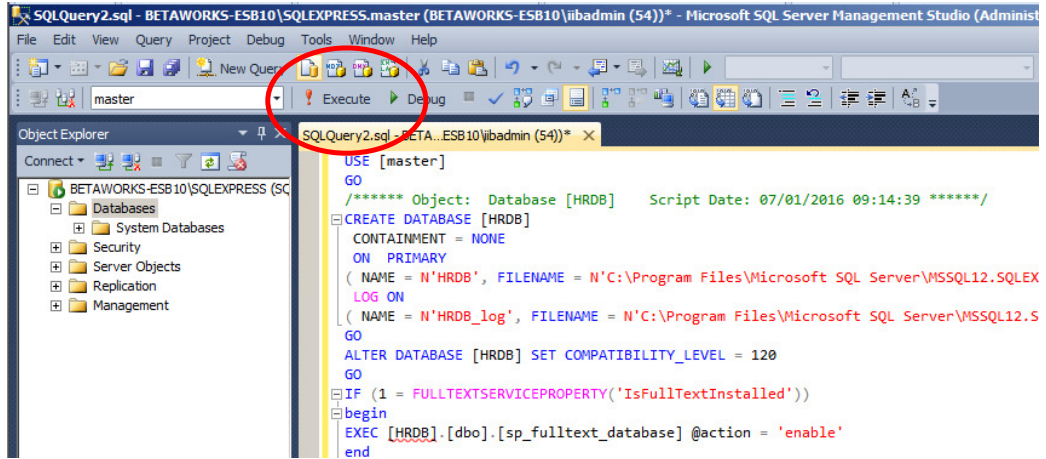 SQLQuery2.sql - BETAWORKS-ESB10\SQLEXPRESS.master (BETAWORKS-ESB10\iibadmin (54))* - Microsoft SQL Server Management Studio (Administ
File Edit View Query Project Debug Tools Window Help
New Query
master Execute Debug
Object Explorer
SQLQuery2.sql - BETA...ESB10\iibadmin (54))*
Connect
BETAWORKS-ESB10\SQLEXPRESS (SQ
Databases
System Databases
Security
Server Objects
Replication
Management
USE [master]
GO
/****** Object:  Database [HRDB]    Script Date: 07/01/2016 09:14:39 ******/
CREATE DATABASE [HRDB]
CONTAINMENT = NONE
ON  PRIMARY
( NAME = N'HRDB', FILENAME = N'C:\Program Files\Microsoft SQL Server\MSSQL12.SQLEX
LOG ON
( NAME = N'HRDB_log', FILENAME = N'C:\Program Files\Microsoft SQL Server\MSSQL12.S
GO
ALTER DATABASE [HRDB] SET COMPATIBILITY_LEVEL = 120
GO
IF (1 = FULLTEXTSERVICEPROPERTY('IsFullTextInstalled'))
begin
EXEC [HRDB].[dbo].[sp_fulltext_database] @action = 'enable'
end